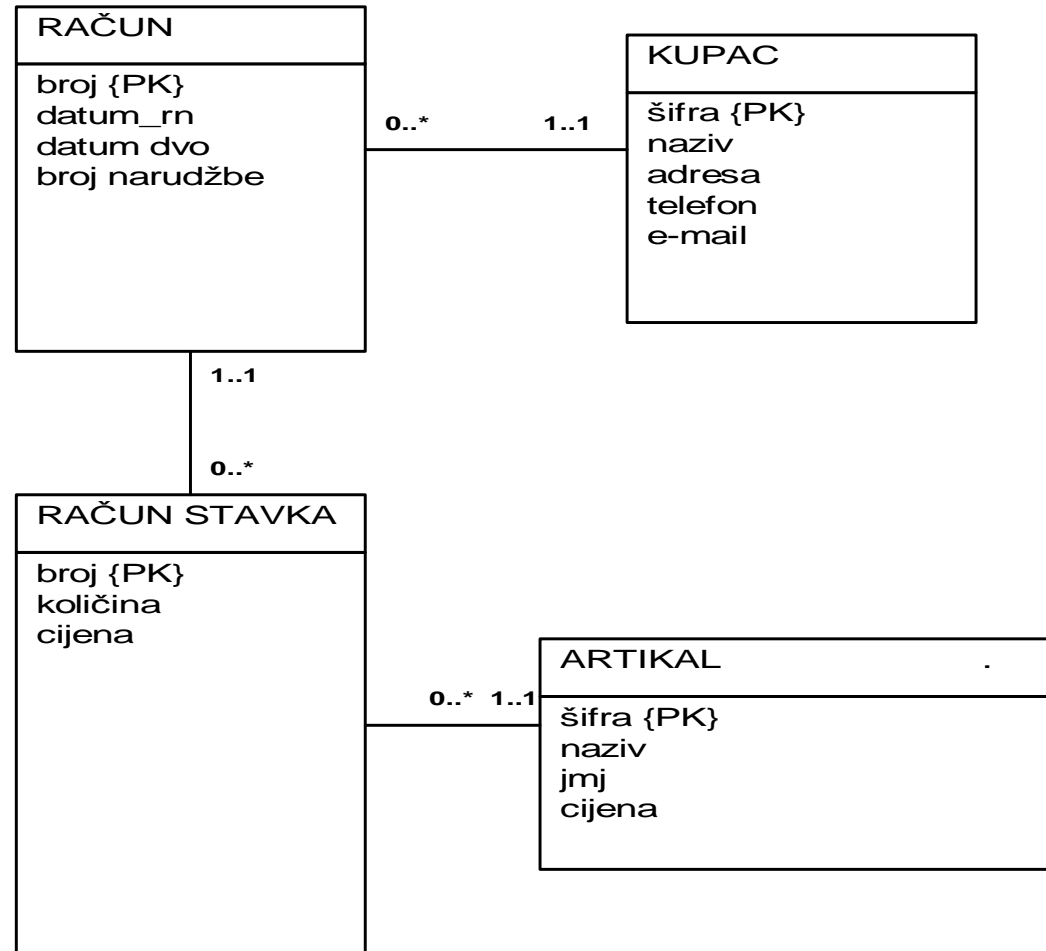 RAČUN
broj {PK}
datum_rn
datum dvo
broj narudžbe
0..* 1..1
KUPAC
šifra {PK}
naziv
adresa
telefon
e-mail
1..1
0..*
RAČUN STAVKA
broj {PK}
količina
cijena
0..* 1..1
ARTIKAL .
šifra {PK}
naziv
jmj
cijena